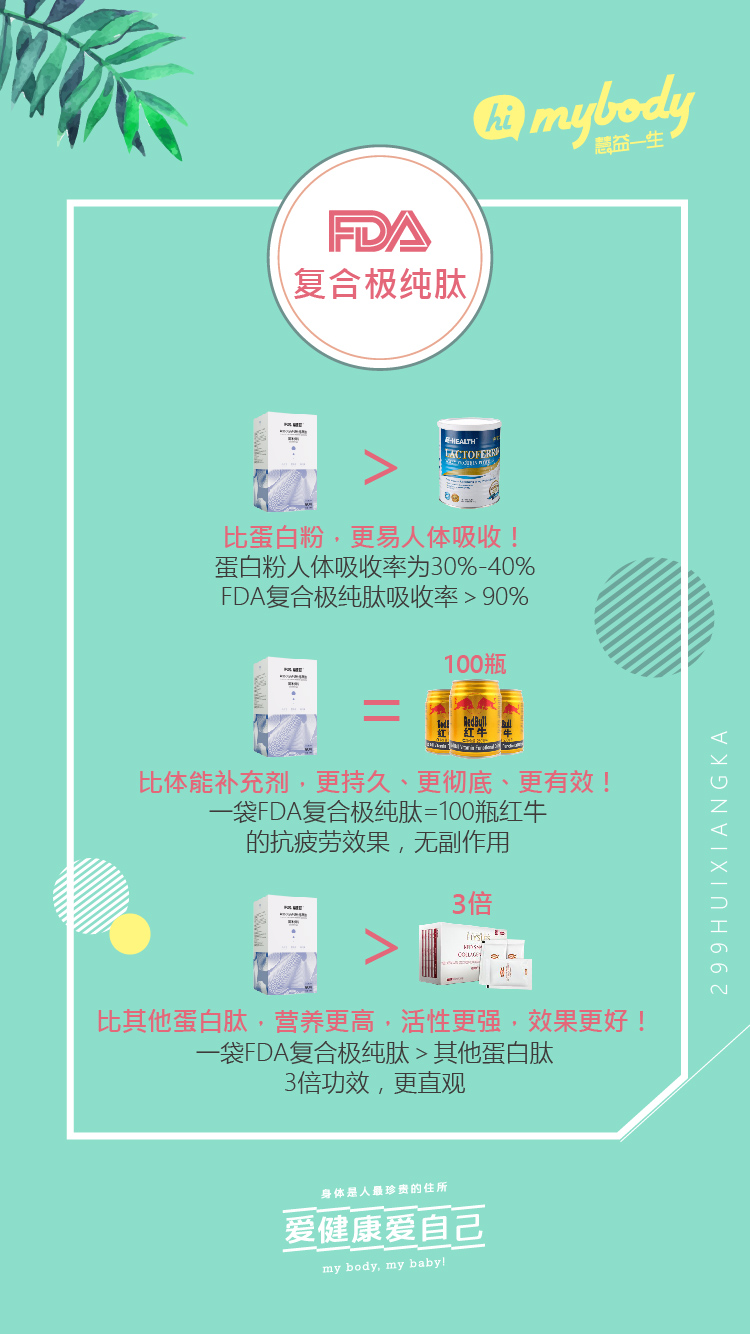 hi mybody
慧益一生
FDA
复合极纯肽
HEALTH
LACTOFERRIN
比蛋白粉，更易人体吸收！
蛋白粉人体吸收率为30%-40%
FDA复合极纯肽吸收率＞90%
100瓶
RedBull
红牛
比体能补充剂，更持久、更彻底、更有效！
一袋FDA复合极纯肽=100瓶红牛
的抗疲劳效果，无副作用
3倍
比其他蛋白肽，营养更高，活性更强，效果更好！
一袋FDA复合极纯肽＞其他蛋白肽
3倍功效，更直观
299HUIXIANGKA
身体是人最珍贵的住所
爱健康爱自己
my body, my baby!